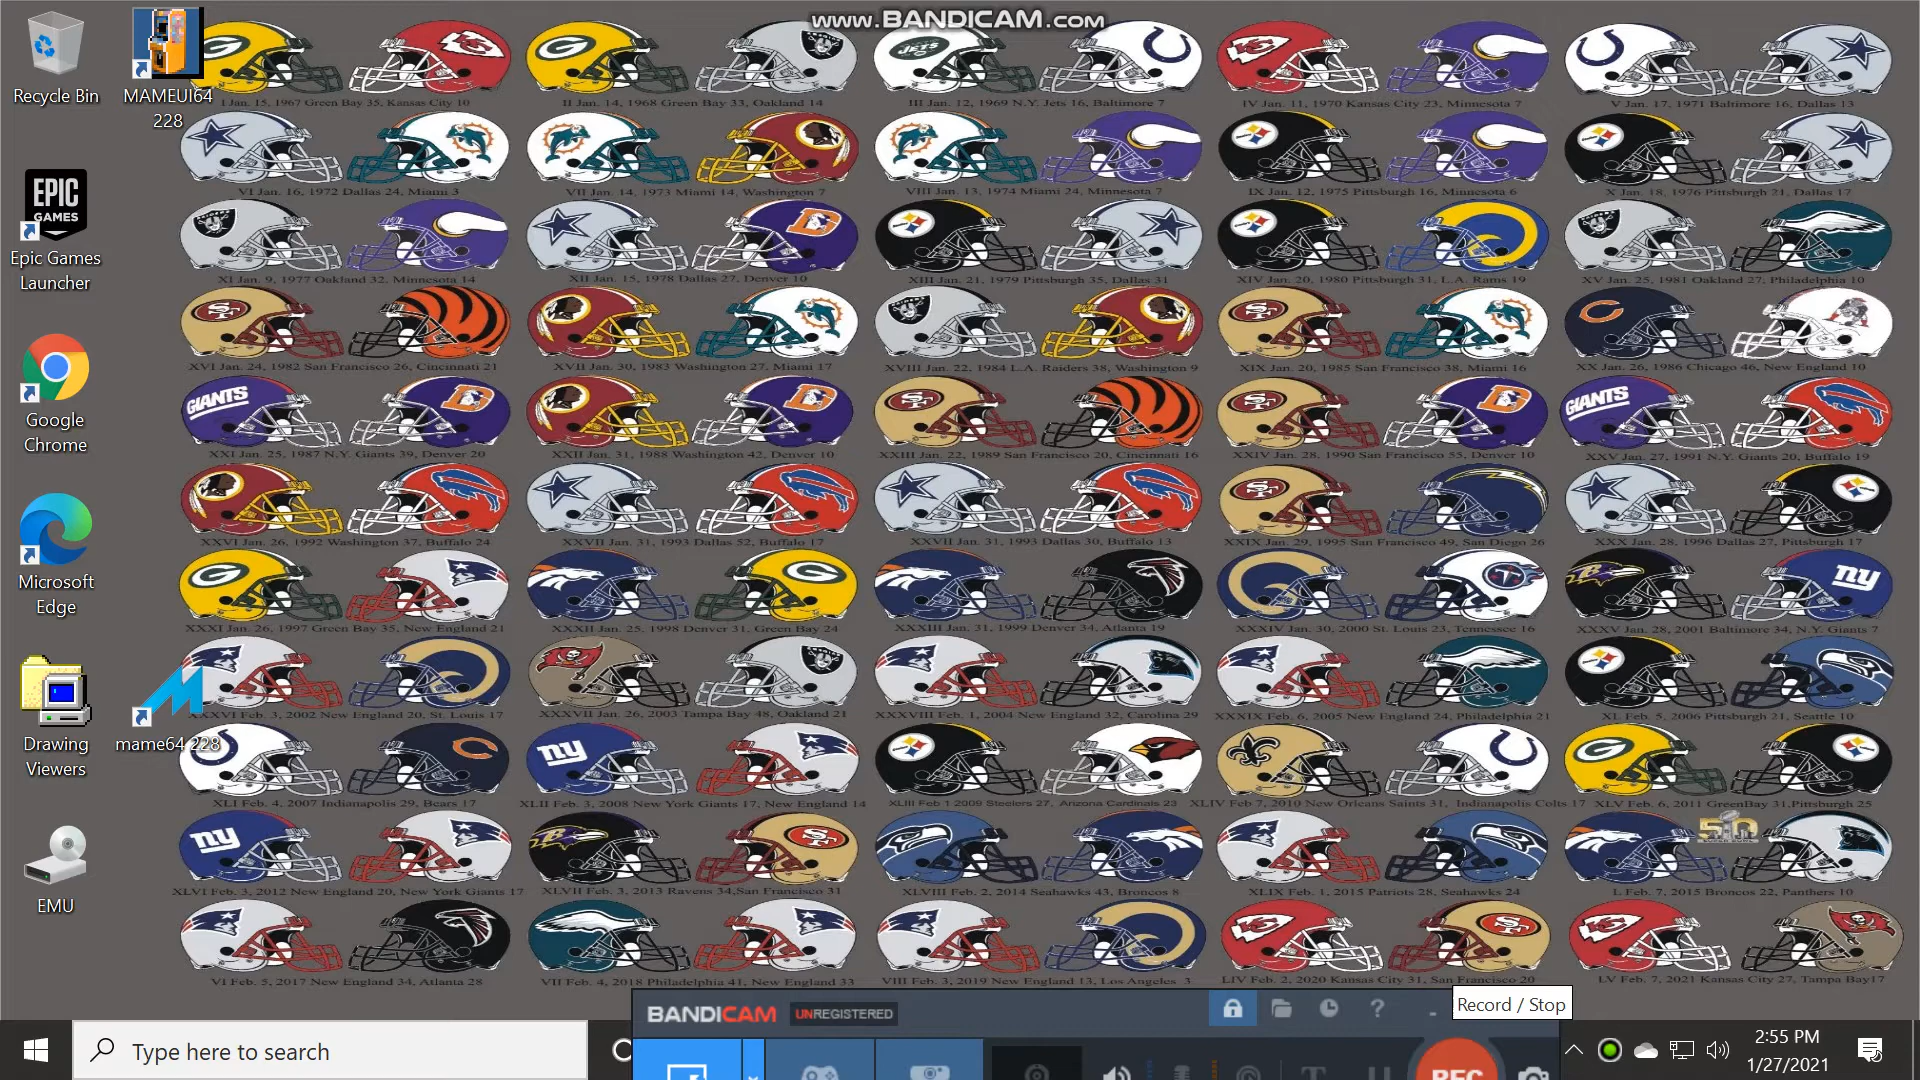 www.BANDICAM.com
Recycle Bin
MAMEUI64
228
EPIC
GAMES
Epic Games
Launcher
Google
Chrome
Microsoft
Edge
Drawing
Viewers
mame64 228
EMU
I Jan. 15, 1967 Green Bay 35, Kansas City 10
II Jan. 14, 1968 Green Bay 33, Oakland 14
III Jan. 12, 1969 N.Y. Jets 16, Baltimore 7
IV Jan. 11, 1970 Kansas City 23, Minnesota 7
V Jan. 17, 1971 Baltimore 16, Dallas 13
VI Jan. 16, 1972 Dallas 24, Miami 3
VII Jan. 14, 1973 Miami 14, Washington 7
VIII Jan. 13, 1974 Miami 24, Minnesota 7
IX Jan. 12, 1975 Pittsburgh 16, Minnesota 6
X Jan. 18, 1976 Pittsburgh 21, Dallas 17
XI Jan. 9, 1977 Oakland 32, Minnesota 14
XII Jan. 15, 1978 Dallas 27, Denver 10
XIII Jan. 21, 1979 Pittsburgh 35, Dallas 31
XIV Jan. 20, 1980 Pittsburgh 31, L.A. Rams 19
XV Jan. 25, 1981 Oakland 27, Philadelphia 10
XVI Jan. 24, 1982 San Francisco 26, Cincinnati 21
XVII Jan. 30, 1983 Washington 27, Miami 17
XVIII Jan. 22, 1984 L.A. Raiders 38, Washington 9
XIX Jan. 20, 1985 San Francisco 38, Miami 16
XX Jan. 26, 1986 Chicago 46, New England 10
XXI Jan. 25, 1987 N.Y. Giants 39, Denver 20
XXII Jan. 31, 1988 Washington 42, Denver 10
XXIII Jan. 22, 1989 San Francisco 20, Cincinnati 16
XXIV Jan. 28, 1990 San Francisco 55, Denver 10
XXV Jan. 27, 1991 N.Y. Giants 20, Buffalo 19
XXVI Jan. 26, 1992 Washington 37, Buffalo 24
XXVII Jan. 31, 1993 Dallas 52, Buffalo 17
XXVII Jan. 31, 1993 Dallas 30, Buffalo 13
XXIX Jan. 29, 1995 San Francisco 49, San Diego 26
XXX Jan. 28, 1996 Dallas 27, Pittsburgh 17
XXXI Jan. 26, 1997 Green Bay 35, New England 21
XXXII Jan. 25, 1998 Denver 31, Green Bay 24
XXXIII Jan. 31, 1999 Denver 34, Atlanta 19
XXXIV Jan. 30, 2000 St. Louis 23, Tennessee 16
XXXV Jan. 28, 2001 Baltimore 34, N.Y. Giants 7
XXXVI Feb. 3, 2002 New England 20, St. Louis 17
XXXVII Jan. 26, 2003 Tampa Bay 48, Oakland 21
XXXVIII Feb. 1, 2004 New England 32, Carolina 29
XXXIX Feb. 6, 2005 New England 24, Philadelphia 21
XL Feb. 5, 2006 Pittsburgh 21, Seattle 10
XLI Feb. 4, 2007 Indianapolis 29, Bears 17
XLII Feb. 3, 2008 New York Giants 17, New England 14
XLIII Feb 1 2009 Steelers 27, Arizona Cardinals 23
XLIV Feb 7, 2010 New Orleans Saints 31, Indianapolis Colts 17
XLV Feb. 6, 2011 GreenBay 31,Pittsburgh 25
XLVI Feb. 3, 2012 New England 20, New York Giants 17
XLVII Feb. 3, 2013 Ravens 34,San Francisco 31
XLVIII Feb. 2, 2014 Seahawks 43, Broncos 8
XLIX Feb. 1, 2015 Patriots 28, Seahawks 24
L Feb. 7, 2015 Broncos 22, Panthers 10
VI Feb. 5, 2017 New England 34, Atlanta 28
VII Feb. 4, 2018 Philadelphia 41, New England 33
VIII Feb. 3, 2019 New England 13, Los Angeles 3
LIV Feb. 2, 2020 Kansas City 31, San Francisco 20
LV Feb. 7, 2021 Kansas City 27, Tampa Bay17
BANDICAM UNREGISTERED
?
Record / Stop
REC
Type here to search
2:55 PM
1/27/2021